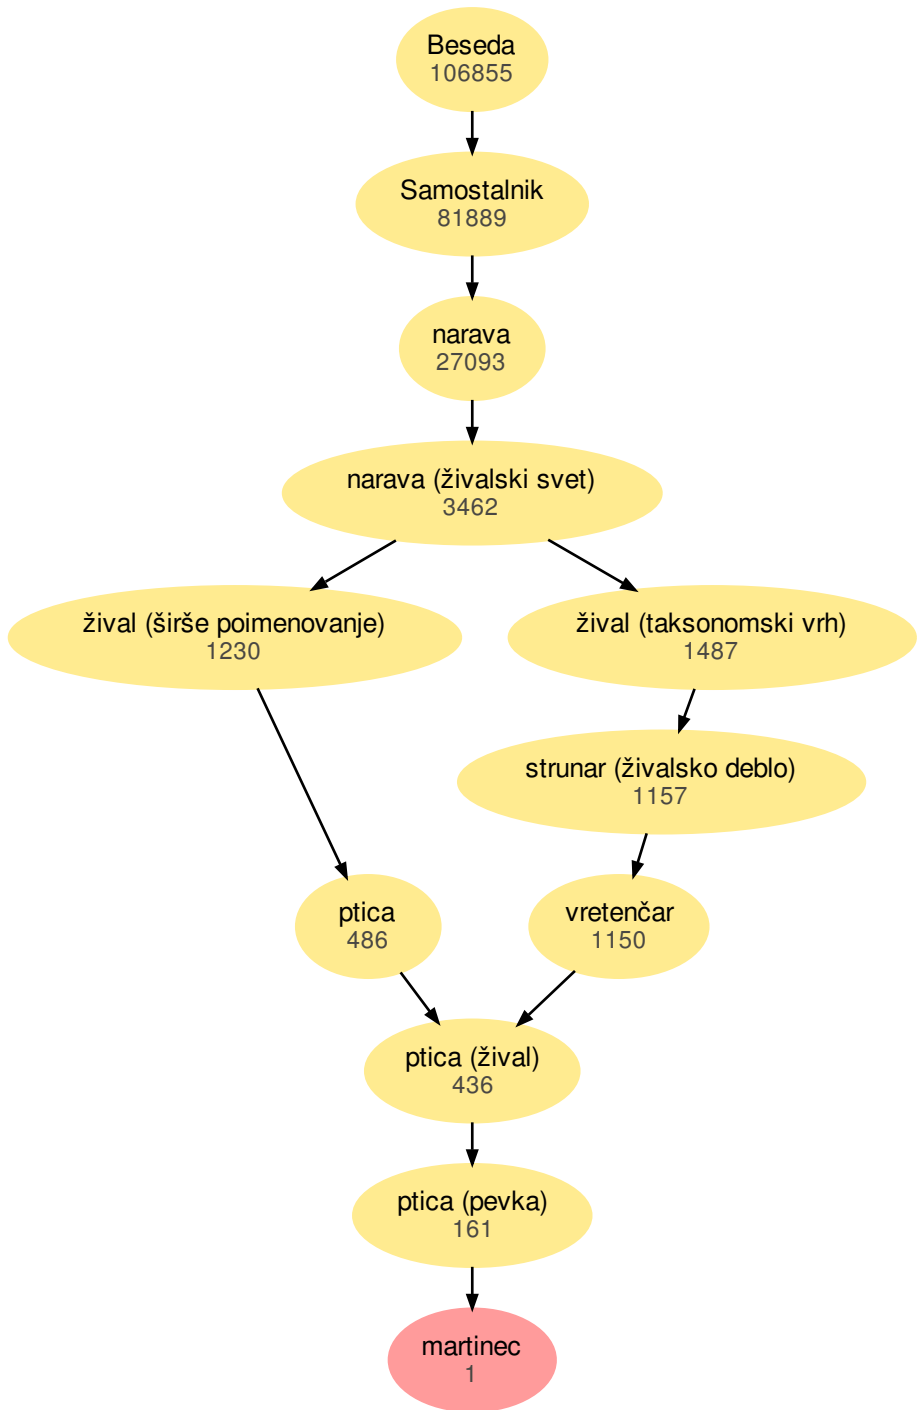 Beseda
106855
Samostalnik
81889
narava
27093
narava (živalski svet)
3462
žival (širše poimenovanje)
1230
žival (taksonomski vrh)
1487
strunar (živalsko deblo)
1157
ptica
486
vretenčar
1150
ptica (žival)
436
ptica (pevka)
161
martinec
1